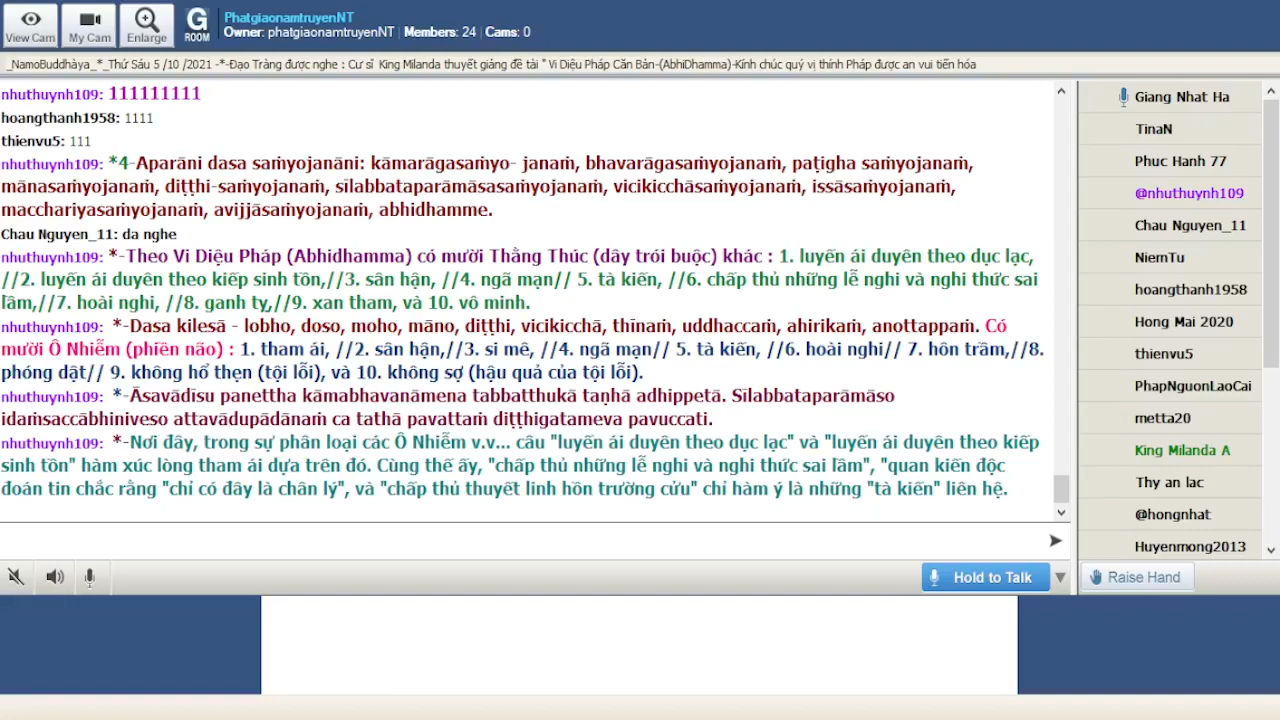 View Cam
My Cam
Enlarge
G
ROOM
PhatgiaonamtruyenNT
Owner: phatgiaonamtruyenNT | Members: 24 | Cams: 0
_NamoBuddhàya_*_Thứ Sáu 5 /10 /2021 -*-Đạo Tràng được nghe : Cư sĩ King Milanda thuyết giảng đề tài " Vi Diệu Pháp Căn Bản-(AbhiDhamma)-Kính chúc quý vị thính Pháp được an vui tiến hóa
nhuthuynh109: 111111111
hoangthanh1958: 1111
thienvu5: 111
nhuthuynh109: *4-Aparāni dasa saṁyojanāni: kāmarāgasaṁyo- janaṁ, bhavarāgasaṁyojanaṁ, paṭigha saṁyojanaṁ,
mānasaṁyojanaṁ, diṭṭhi-saṁyojanaṁ, sīlabbataparāmāsasaṁyojanaṁ, vicikicchāsaṁyojanaṁ, issāsaṁyojanaṁ,
macchariyasaṁyojanaṁ, avijjāsaṁyojanaṁ, abhidhamme.
Chau Nguyen_11: da nghe
nhuthuynh109: *-Theo Vi Diệu Pháp (Abhidhamma) có mười Thằng Thúc (dây trói buộc) khác : 1. luyến ái duyên theo dục lạc,
//2. luyến ái duyên theo kiếp sinh tồn,//3. sân hận, //4. ngã mạn// 5. tà kiến, //6. chấp thủ những lễ nghi và nghi thức sai
lầm,//7. hoài nghi, //8. ganh tỵ,//9. xan tham, và 10. vô minh.
nhuthuynh109: *-Dasa kilesā - lobho, doso, moho, māno, diṭṭhi, vicikicchā, thīnaṁ, uddhaccaṁ, ahirikaṁ, anottappaṁ. Có
mười Ô Nhiễm (phiền não) : 1. tham ái, //2. sân hận,//3. si mê, //4. ngã mạn// 5. tà kiến, //6. hoài nghi// 7. hôn trầm,//8.
phóng dật// 9. không hổ thẹn (tội lỗi), và 10. không sợ (hậu quả của tội lỗi).
nhuthuynh109: *-Āsavādīsu panettha kāmabhavanāmena tabbatthukā taṇhā adhippetā. Sīlabbataparāmāso
idaṁsaccābhiniveso attavādupādānaṁ ca tathā pavattaṁ diṭṭhigatameva pavuccati.
nhuthuynh109: *-Nơi đây, trong sự phân loại các Ô Nhiễm v.v... câu "luyến ái duyên theo dục lạc" và "luyến ái duyên theo kiếp
sinh tồn" hàm xúc lòng tham ái dựa trên đó. Cùng thế ấy, "chấp thủ những lễ nghi và nghi thức sai lầm", "quan kiến độc
đoán tin chắc rằng "chỉ có đây là chân lý", và "chấp thủ thuyết linh hồn trường cửu" chỉ hàm ý là những "tà kiến" liên hệ.
Hold to Talk
Giang Nhat Ha
TinaN
Phuc Hanh 77
@nhuthuynh109
Chau Nguyen_11
NiemTu
hoangthanh1958
Hong Mai 2020
thienvu5
PhapNguonLaoCai
metta20
King Milanda A
Thy an lac
@hongnhat
Huyenmong2013
Raise Hand